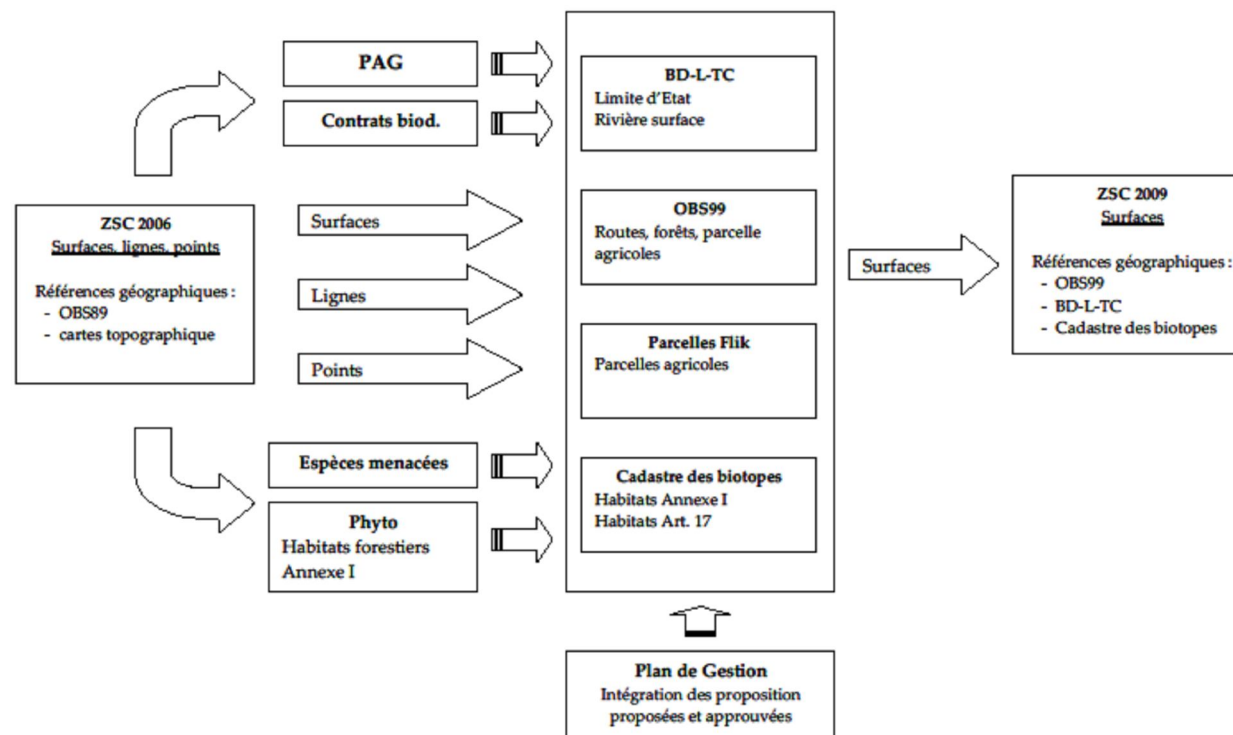 ZSC 2006
Surfaces, lignes, points
Références géographiques :
- OBS89
- cartes topographique
PAG
Contrats biod.
Surfaces
Lignes
Points
Espèces menacées
Phyto
Habitats forestiers
Annexe I
BD-L-TC
Limite d'Etat
Rivière surface
OBS99
Routes, forêts, parcelle
agricoles
Parcelles Flik
Parcelles agricoles
Cadastre des biotopes
Habitats Annexe I
Habitats Art. 17
Plan de Gestion
Intégration des proposition
proposées et approuvées
Surfaces
ZSC 2009
Surfaces
Références géographiques :
- OBS99
- BD-L-TC
- Cadastre des biotopes